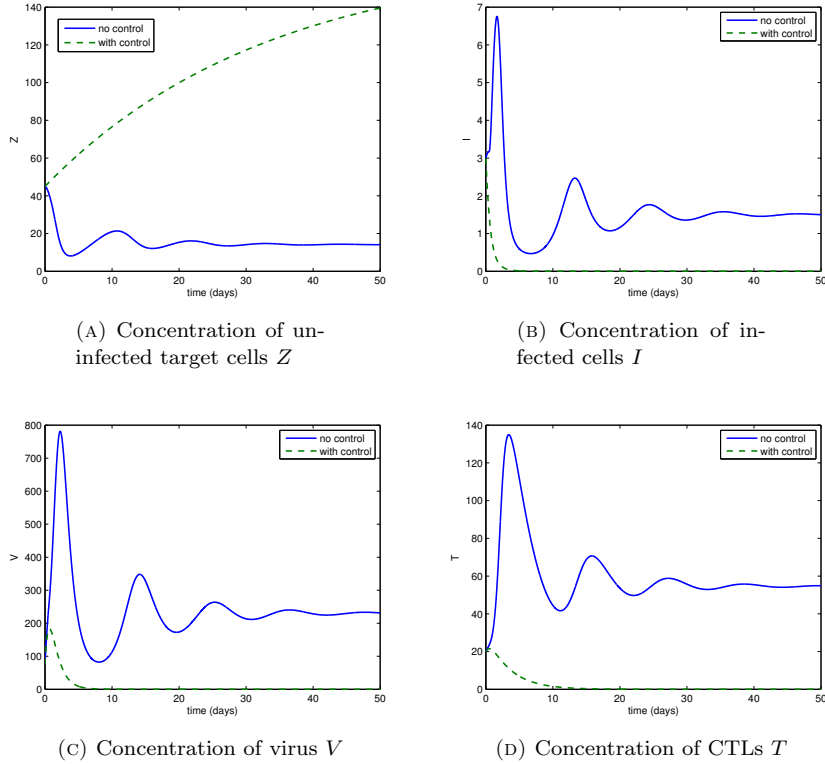 140
120
100
80
60
40
20
0
Z
no control
with control
0 10 20 30 40 50
time (days)
(A) Concentration of un-
infected target cells Z
7
6
5
4
3
2
1
0
I
no control
with control
0 10 20 30 40 50
time (days)
(B) Concentration of in-
fected cells I
800
700
600
500
400
300
200
100
0
V
no control
with control
0 10 20 30 40 50
time (days)
(C) Concentration of virus V
140
120
100
80
60
40
20
0
T
no control
with control
0 10 20 30 40 50
time (days)
(D) Concentration of CTLs T